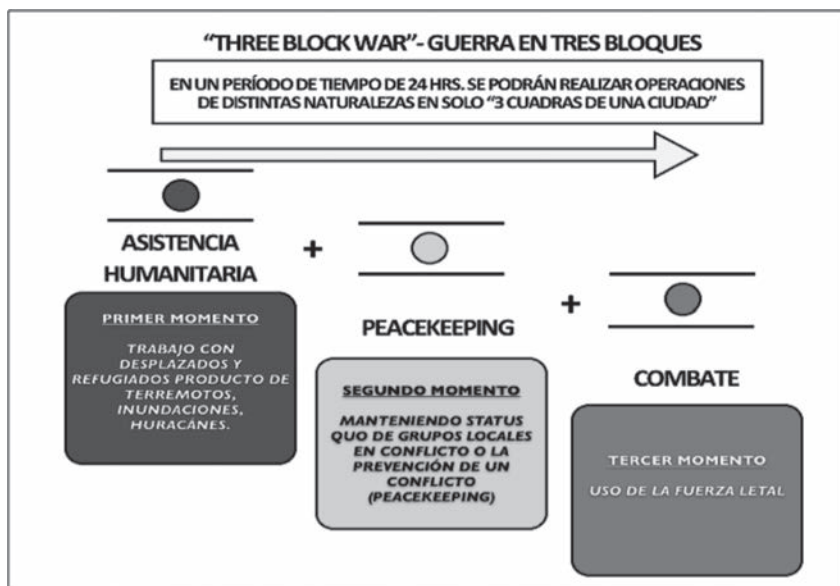 “THREE BLOCK WAR”- GUERRA EN TRES BLOQUES
EN UN PERÍODO DE TIEMPO DE 24 HRS. SE PODRÁN REALIZAR OPERACIONES
DE DISTINTAS NATURALEZAS EN SOLO “3 CUADRAS DE UNA CIUDAD”
ASISTENCIA
HUMANITARIA
+
PEACEKEEPING
+
COMBATE
PRIMER MOMENTO
TRABAJO CON
DESPLAZADOS Y
REFUGIADOS PRODUCTO DE
TERREMOTOS,
INUNDACIONES,
HURACÁNES.
SEGUNDO MOMENTO
MANTENIENDO STATUS
QUO DE GRUPOS LOCALES
EN CONFLICTO O LA
PREVENCIÓN DE UN
CONFLICTO
(PEACEKEEPING)
TERCER MOMENTO
USO DE LA FUERZA LETAL